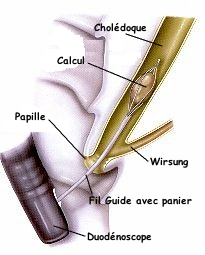 Cholédoque
Calcul
Papille
Wirsung
Fil Guide avec panier
Duodénoscope